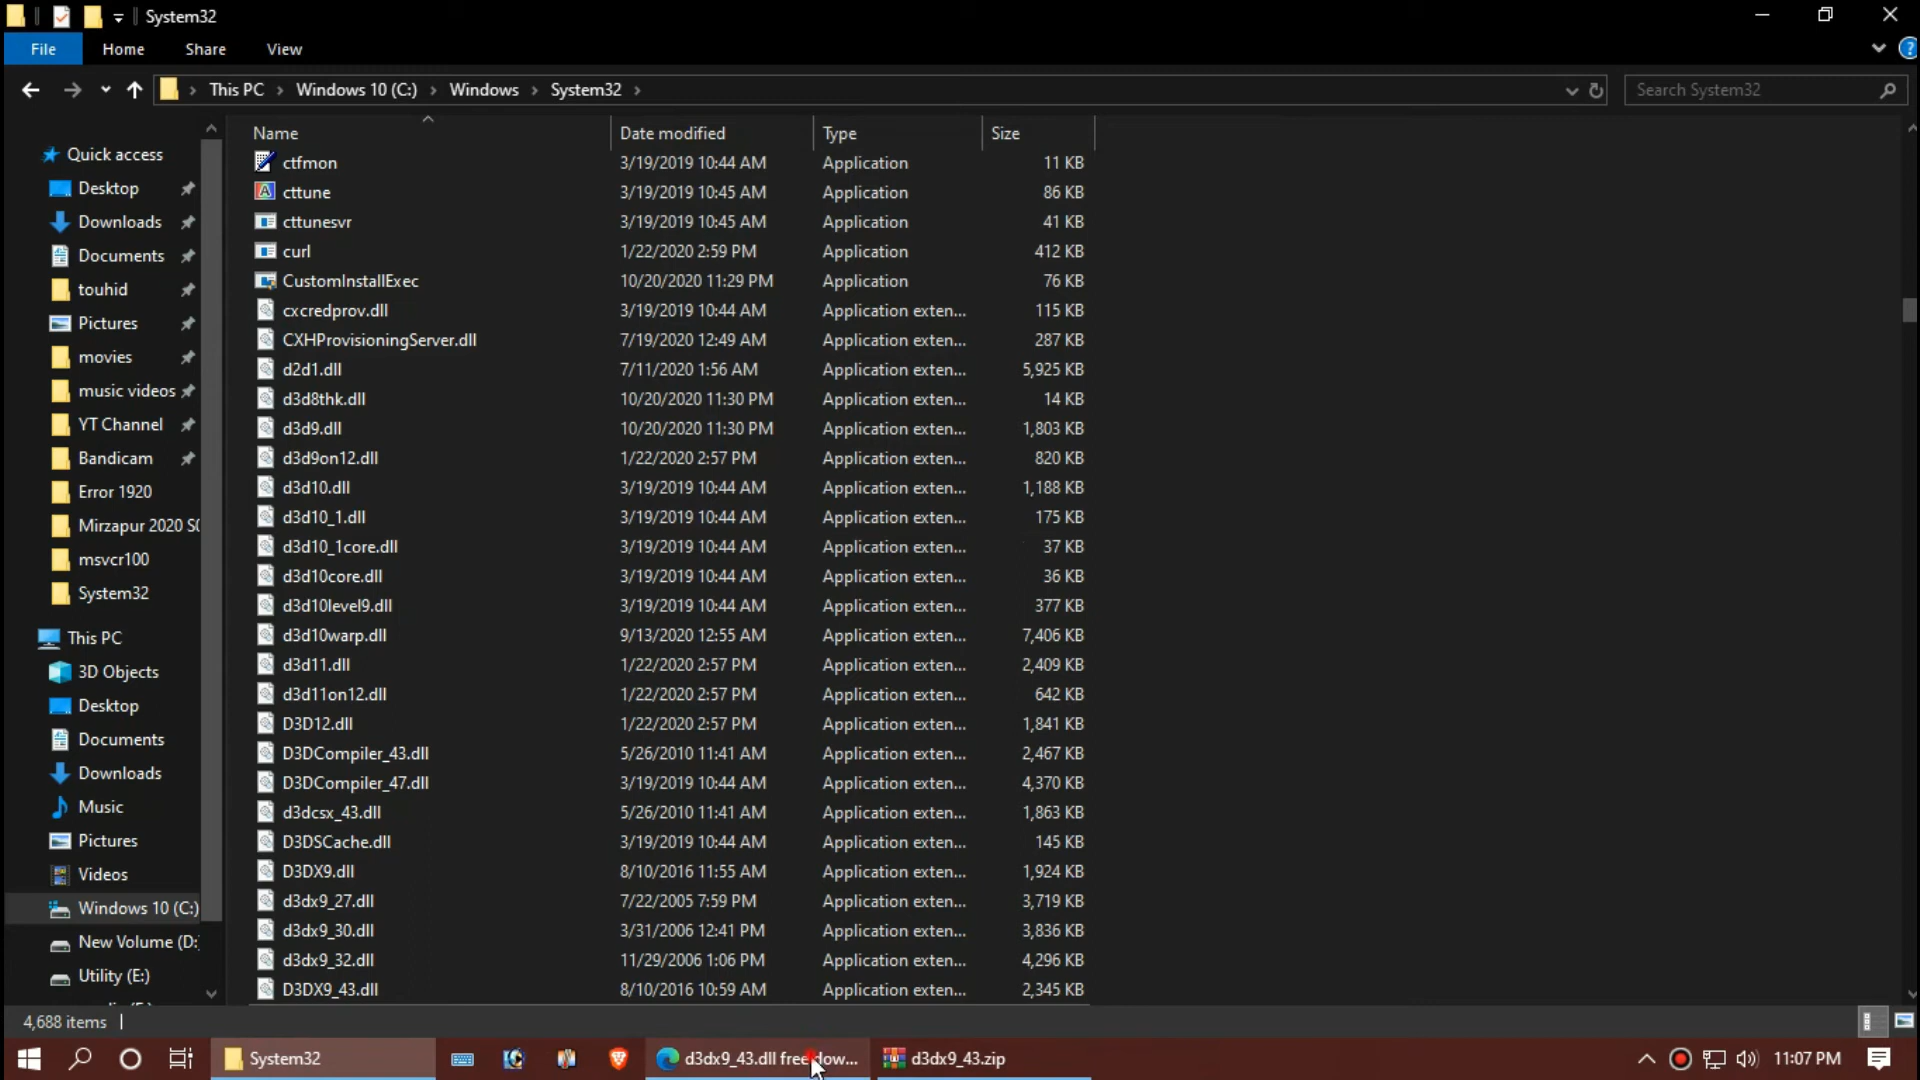 System32
File Home Share View
This PC Windows 10 (C:) Windows System32 Search System32
Name Date modified Type Size
Quick access
Desktop
Downloads
Documents
touhid
Pictures
movies
music videos
YT Channel
Bandicam
Error 1920
Mirzapur 2020 S(
msvcr100
System32
This PC
3D Objects
Desktop
Documents
Downloads
Music
Pictures
Videos
Windows 10 (C:)
New Volume (D:
Utility (E:)
ctfmon 3/19/2019 10:44 AM Application 11 KB
cttune 3/19/2019 10:45 AM Application 86 KB
cttunesvr 3/19/2019 10:45 AM Application 41 KB
curl 1/22/2020 2:59 PM Application 412 KB
CustomInstallExec 10/20/2020 11:29 PM Application 76 KB
cxcredprov.dll 3/19/2019 10:44 AM Application exten... 115 KB
CXHProvisioningServer.dll 7/19/2020 12:49 AM Application exten... 287 KB
d2d1.dll 7/11/2020 1:56 AM Application exten... 5,925 KB
d3d8thk.dll 10/20/2020 11:30 PM Application exten... 14 KB
d3d9.dll 10/20/2020 11:30 PM Application exten... 1,803 KB
d3d9on12.dll 1/22/2020 2:57 PM Application exten... 820 KB
d3d10.dll 3/19/2019 10:44 AM Application exten... 1,188 KB
d3d10_1.dll 3/19/2019 10:44 AM Application exten... 175 KB
d3d10_1core.dll 3/19/2019 10:44 AM Application exten... 37 KB
d3d10core.dll 3/19/2019 10:44 AM Application exten... 36 KB
d3d10level9.dll 3/19/2019 10:44 AM Application exten... 377 KB
d3d10warp.dll 9/13/2020 12:55 AM Application exten... 7,406 KB
d3d11.dll 1/22/2020 2:57 PM Application exten... 2,409 KB
d3d11on12.dll 1/22/2020 2:57 PM Application exten... 642 KB
D3D12.dll 1/22/2020 2:57 PM Application exten... 1,841 KB
D3DCompiler_43.dll 5/26/2010 11:41 AM Application exten... 2,467 KB
D3DCompiler_47.dll 3/19/2019 10:44 AM Application exten... 4,370 KB
d3dcsx_43.dll 5/26/2010 11:41 AM Application exten... 1,863 KB
D3DSCache.dll 3/19/2019 10:44 AM Application exten... 145 KB
D3DX9.dll 8/10/2016 11:55 AM Application exten... 1,924 KB
d3dx9_27.dll 7/22/2005 7:59 PM Application exten... 3,719 KB
d3dx9_30.dll 3/31/2006 12:41 PM Application exten... 3,836 KB
d3dx9_32.dll 11/29/2006 1:06 PM Application exten... 4,296 KB
D3DX9_43.dll 8/10/2016 10:59 AM Application exten... 2,345 KB
4,688 items
System32 d3dx9_43.dll free dow... d3dx9_43.zip 11:07 PM